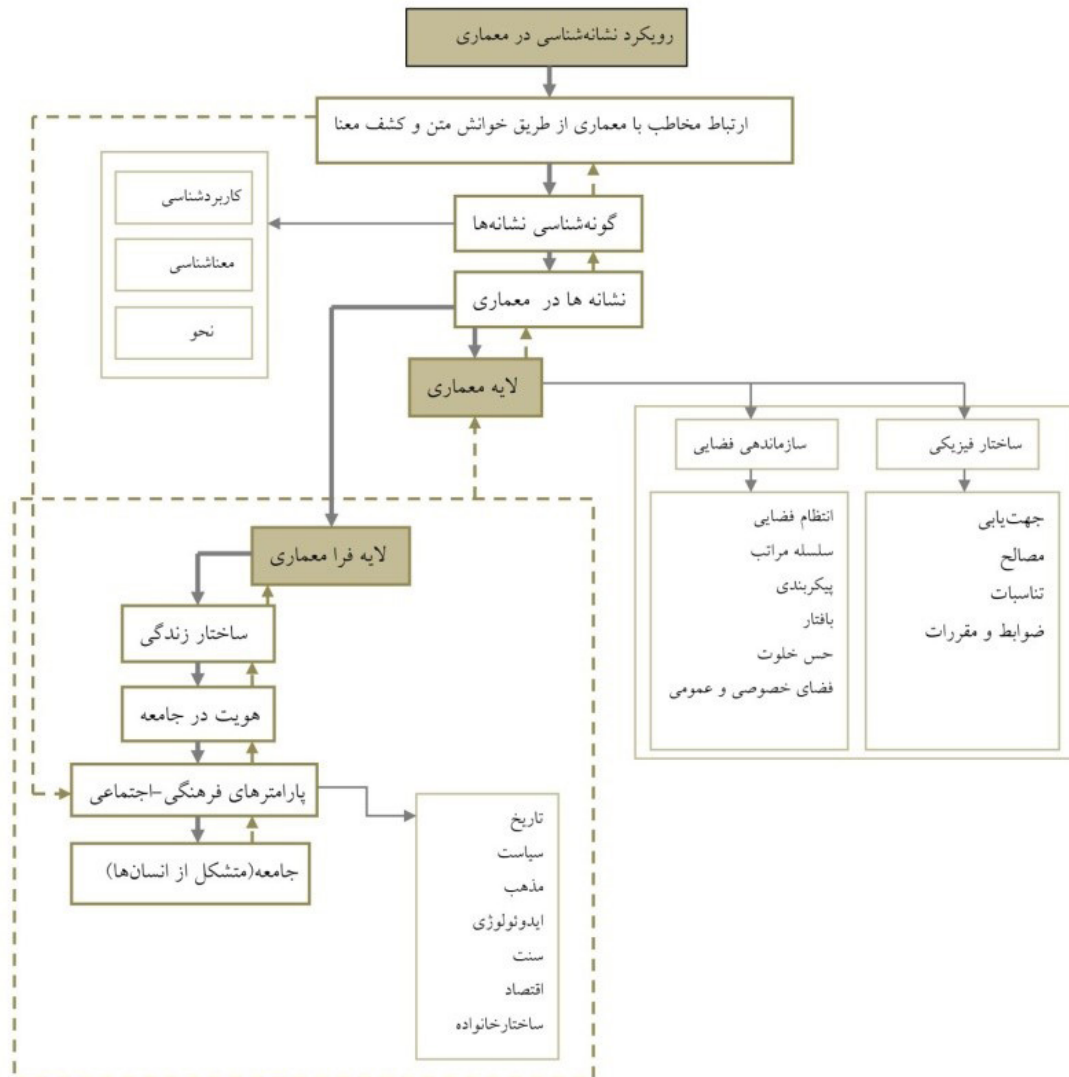 رویکرد نشانه‌شناسی در معماری
ارتباط مخاطب با معماری از طریق خوانش متن و کشف معنا
گونه‌شناسی نشانه‌ها
کاربردشناسی
معناشناسی
نحو
نشانه ها در معماری
لایه معماری
ساختار فیزیکی
جهت‌یابی
مصالح
تناسبات
ضوابط و مقررات
سازماندهی فضایی
انتظام فضایی
سلسله مراتب
پیکربندی
بافتار
حس خلوت
فضای خصوصی و عمومی
لایه فرا معماری
ساختار زندگی
هویت در جامعه
پارامترهای فرهنگی-اجتماعی
جامعه(متشکل از انسان‌ها)
تاریخ
سیاست
مذهب
ایدوئولوژی
سنت
اقتصاد
ساختارخانواده